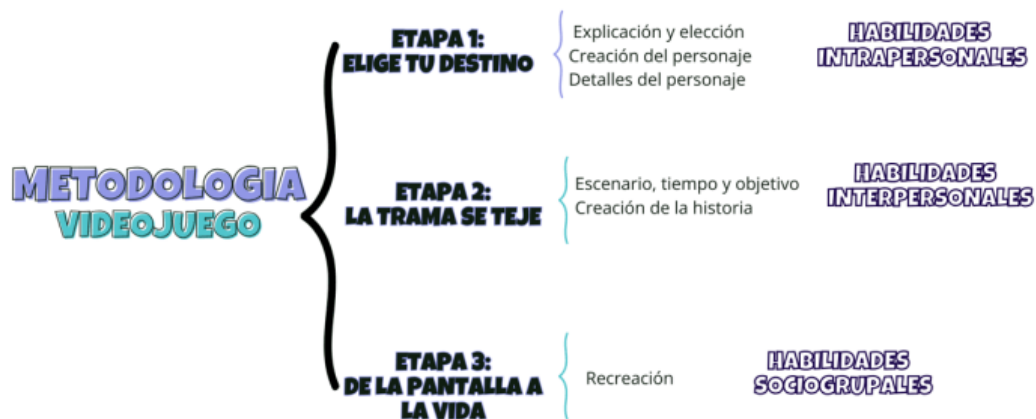 METODOLOGIA
VIDEOJUEGO
ETAPA 1:
ELIGE TU DESTINO
Explicación y elección
Creación del personaje
Detalles del personaje
HABILIDADES
INTRAPERSONALES
ETAPA 2:
LA TRAMA SE TEJE
Escenario, tiempo y objetivo
Creación de la historia
HABILIDADES
INTERPERSONALES
ETAPA 3:
DE LA PANTALLA A
LA VIDA
Recreación
HABILIDADES
SOCIOGRUPALES